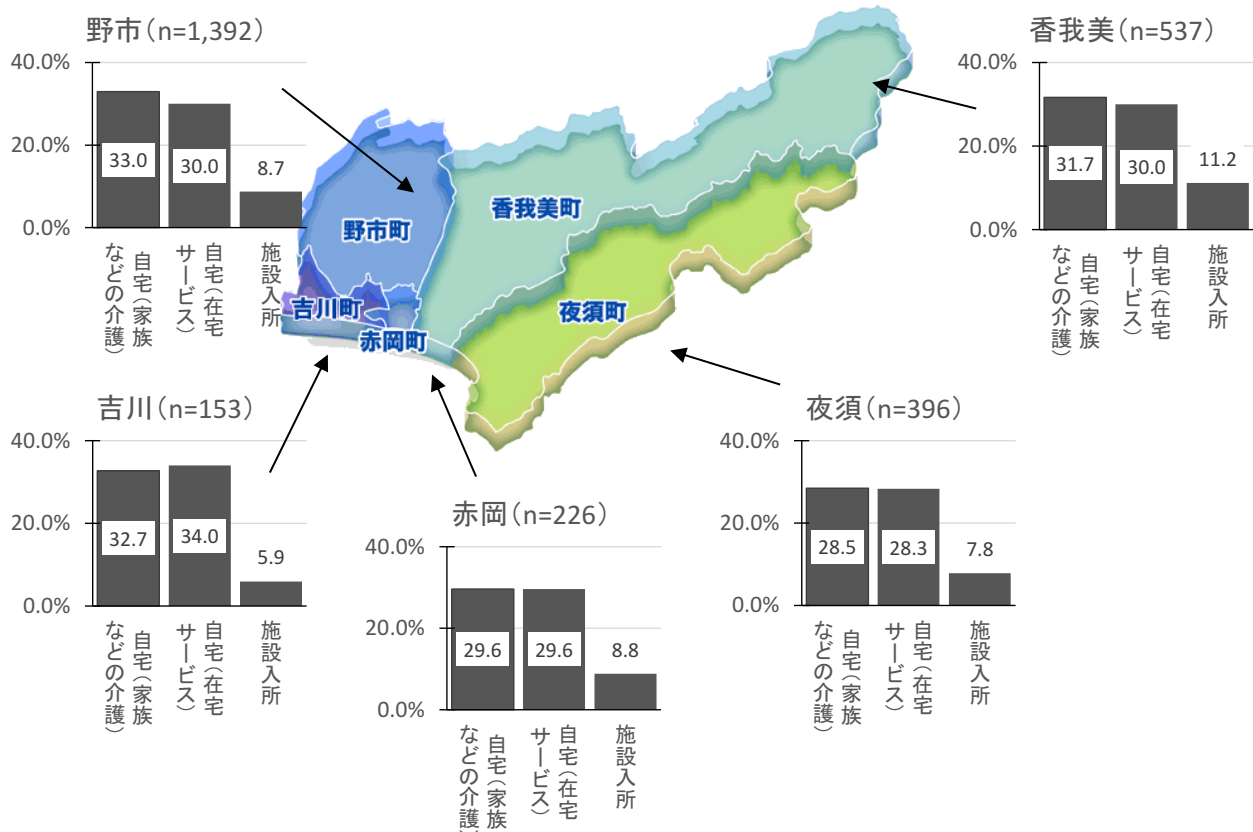 野市(n=1,392)
40.0%
20.0%
0.0%
33.0
30.0
8.7
自宅(家族
などの介護)
自宅(在宅
サービス)
施設入所
香我美(n=537)
40.0%
20.0%
0.0%
31.7
30.0
11.2
自宅(家族
などの介護)
自宅(在宅
サービス)
施設入所
野市町
香我美町
吉川町
赤岡町
夜須町
吉川(n=153)
40.0%
20.0%
0.0%
32.7
34.0
5.9
自宅(家族
などの介護)
自宅(在宅
サービス)
施設入所
赤岡(n=226)
40.0%
20.0%
0.0%
29.6
29.6
8.8
自宅(家族
などの介護)
自宅(在宅
サービス)
施設入所
夜須(n=396)
40.0%
20.0%
0.0%
28.5
28.3
7.8
自宅(家族
などの介護)
自宅(在宅
サービス)
施設入所